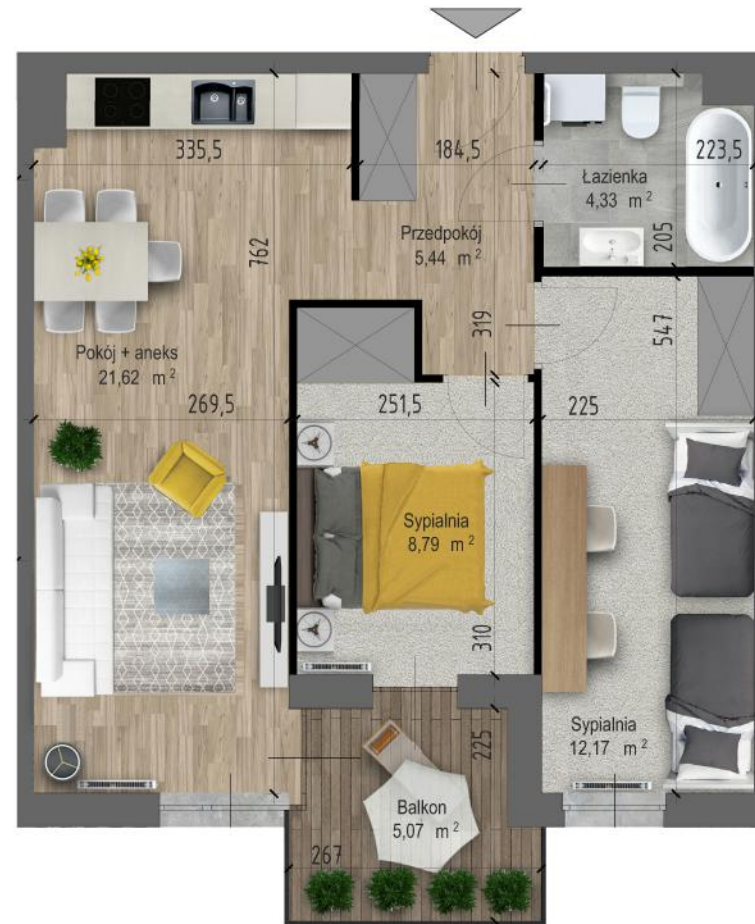 335,5
184,5
223,5
Łazienka
4,33 m²
205
Przedpokój
5,44 m²
762
319
547
Pokój + aneks
21,62 m²
269,5
251,5
225
Sypialnia
8,79 m²
310
Sypialnia
12,17 m²
225
Balkon
5,07 m²
267